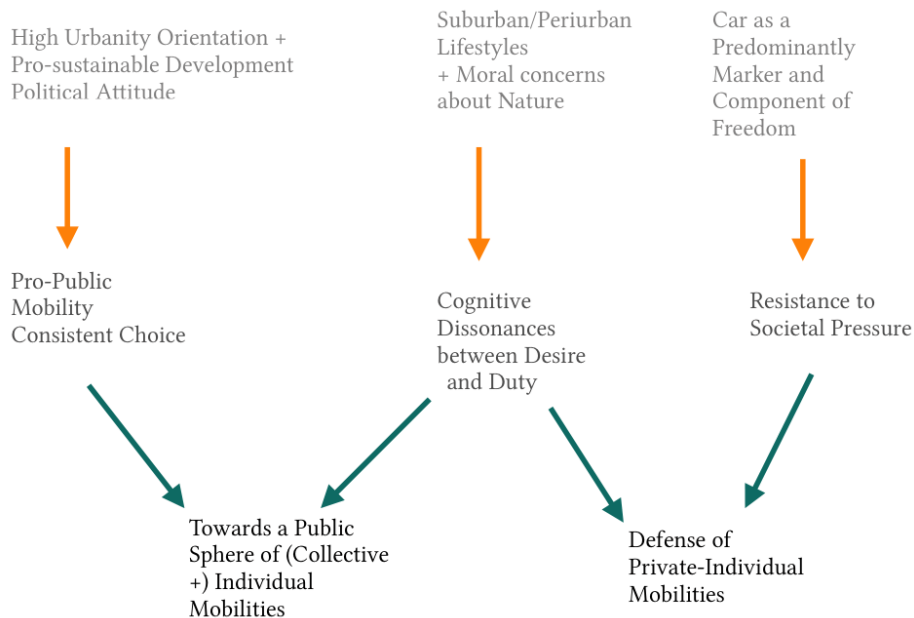 High Urbanity Orientation +
Pro-sustainable Development
Political Attitude
Suburban/Periurban
Lifestyles
+ Moral concerns
about Nature
Car as a
Predominantly
Marker and
Component of
Freedom
Pro-Public
Mobility
Consistent Choice
Cognitive
Dissonances
between Desire
and Duty
Resistance to
Societal Pressure
Towards a Public
Sphere of (Collective
+) Individual
Mobilities
Defense of
Private-Individual
Mobilities